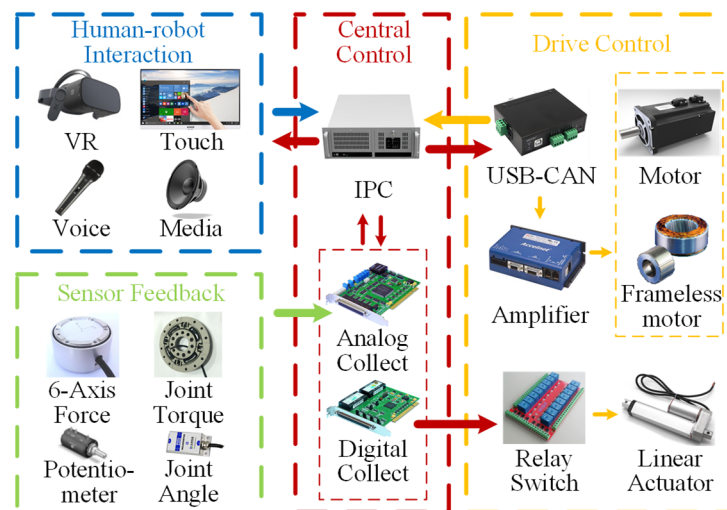 Human-robot
Interaction
VR
Touch
Voice
Media
Sensor Feedback
6-Axis
Force
Joint
Torque
Potentio-
meter
Joint
Angle
Central
Control
IPC
Analog
Collect
Digital
Collect
Drive Control
USB-CAN
Motor
Accelnet
Amplifier
Frameless
motor
Relay
Switch
Linear
Actuator